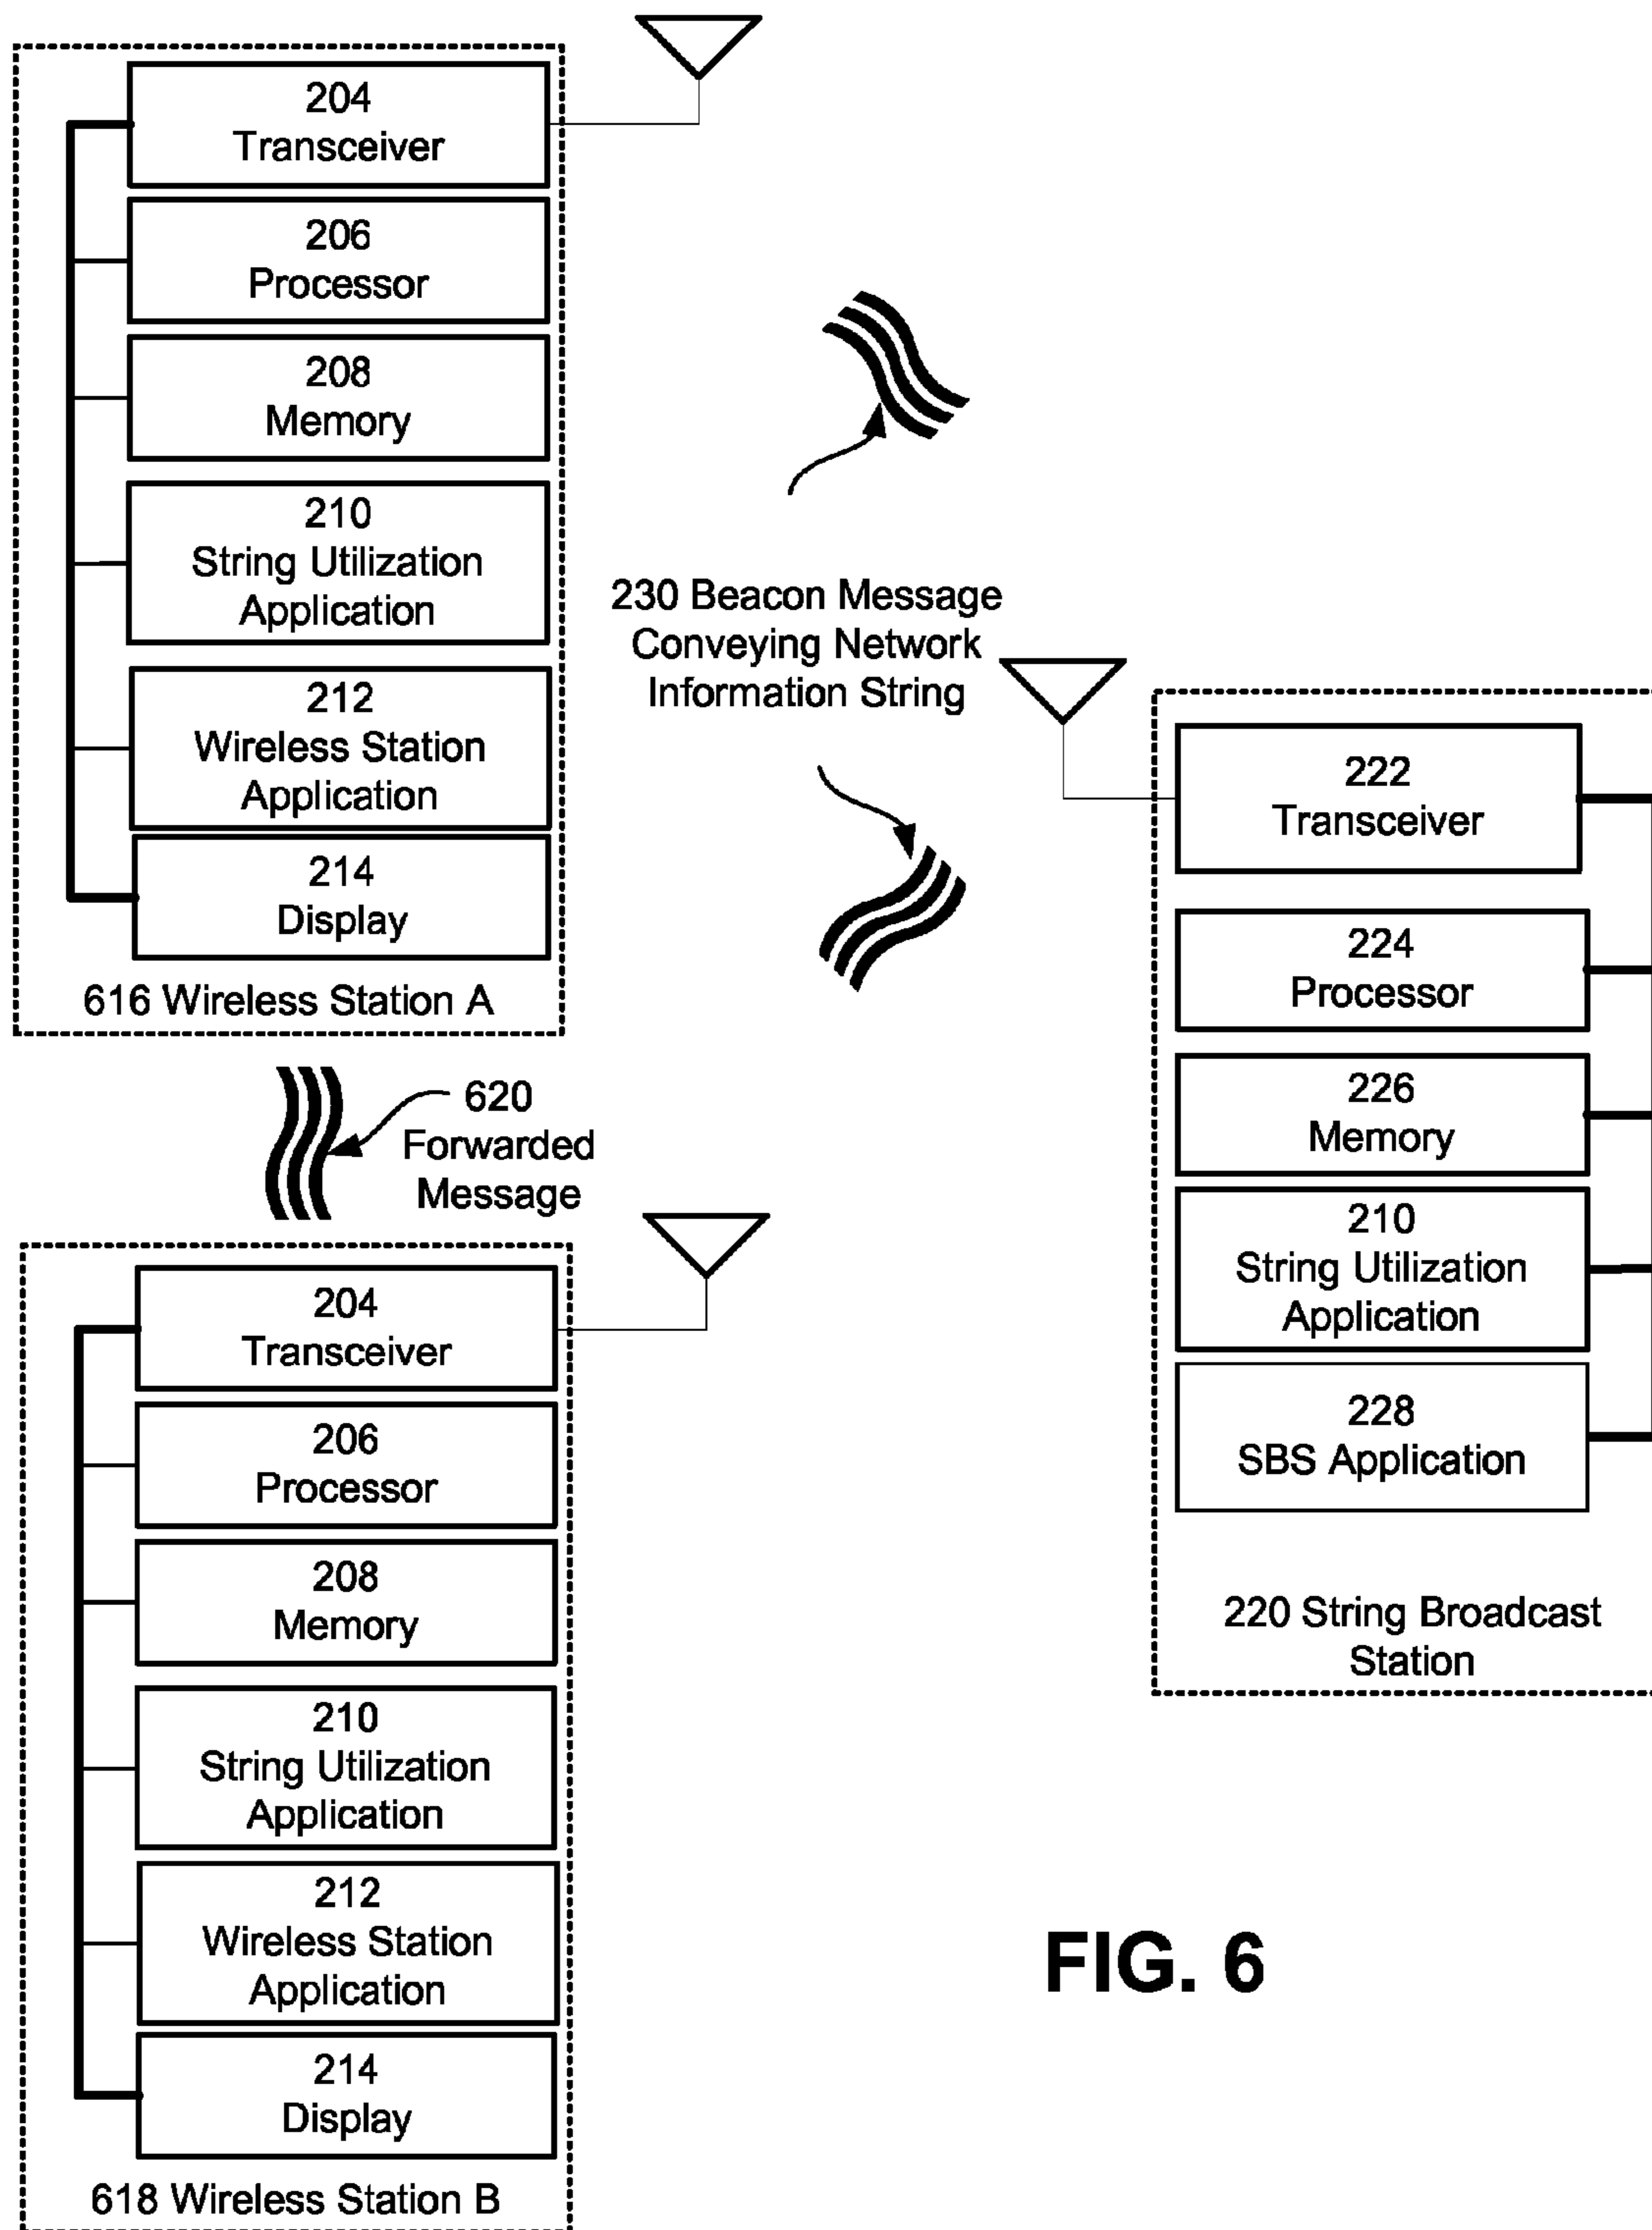 204
Transceiver
206
Processor
208
Memory
210
String Utilization
Application
212
Wireless Station
Application
214
Display
616 Wireless Station A
230 Beacon Message
Conveying Network
Information String
620
Forwarded
Message
204
Transceiver
206
Processor
208
Memory
210
String Utilization
Application
212
Wireless Station
Application
214
Display
618 Wireless Station B
222
Transceiver
224
Processor
226
Memory
210
String Utilization
Application
228
SBS Application
220 String Broadcast
Station
FIG. 6